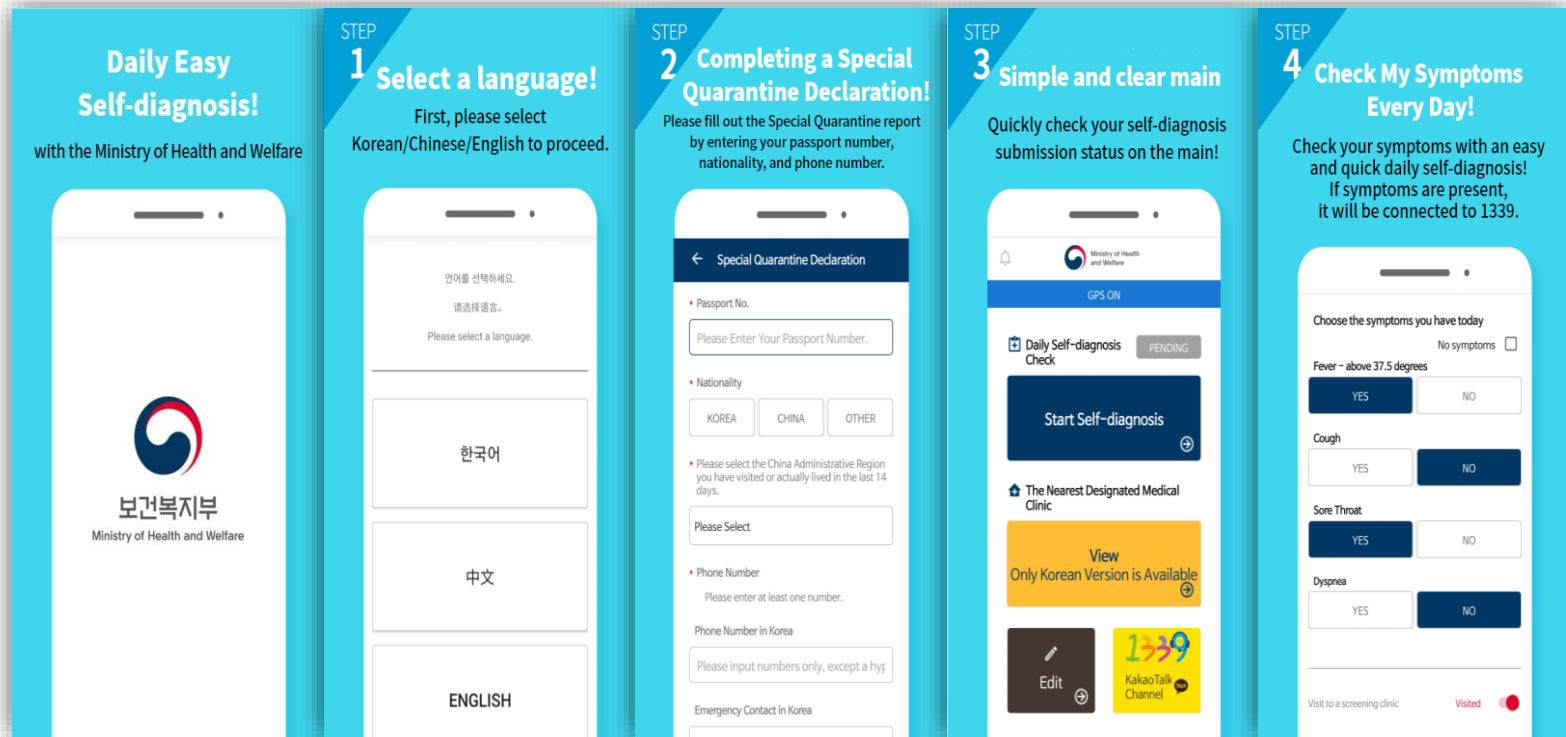 Daily Easy
Self-diagnosis!
with the Ministry of Health and Welfare
보건복지부
Ministry of Health and Welfare
STEP
1
Select a language!
First, please select
Korean/Chinese/English to proceed.
언어를 선택하세요.
请选择语言。
Please select a language.
한국어
中文
ENGLISH
STEP
2
Completing a Special
Quarantine Declaration!
Please fill out the Special Quarantine report
by entering your passport number,
nationality, and phone number.
← Special Quarantine Declaration
• Passport No.
Please Enter Your Passport Number.
• Nationality
KOREA CHINA OTHER
• Please select the China Administrative Region
you have visited or actually lived in the last 14
days.
Please Select
• Phone Number
Please enter at least one number.
Phone Number in Korea
Please input numbers only, except a hyp
Emergency Contact in Korea
STEP
3
Simple and clear main
Quickly check your self-diagnosis
submission status on the main!
Ministry of Health
and Welfare
GPS ON
Daily Self-diagnosis
Check
PENDING
Start Self-diagnosis
The Nearest Designated Medical
Clinic
View
Only Korean Version is Available
Edit
1339
KakaoTalk
Channel
TALK
STEP
4
Check My Symptoms
Every Day!
Check your symptoms with an easy
and quick daily self-diagnosis!
If symptoms are present,
it will be connected to 1339.
Choose the symptoms you have today
No symptoms
Fever - above 37.5 degrees
YES NO
Cough
YES NO
Sore Throat
YES NO
Dyspnea
YES NO
Visit to a screening clinic Visited